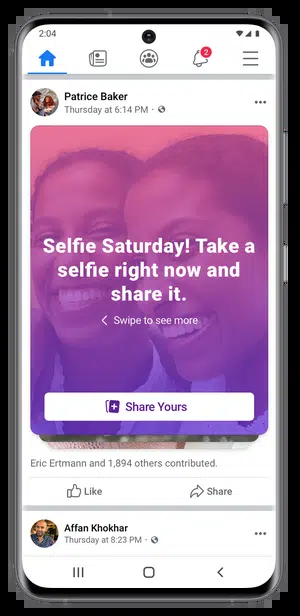 2:04
2
Patrice Baker
Thursday at 6:14 PM ·
Selfie Saturday! Take a
selfie right now and
share it.
Swipe to see more
Share Yours
Eric Ertmann and 1,894 others contributed.
Like
Share
Affan Khokhar
Thursday at 8:23 PM ·